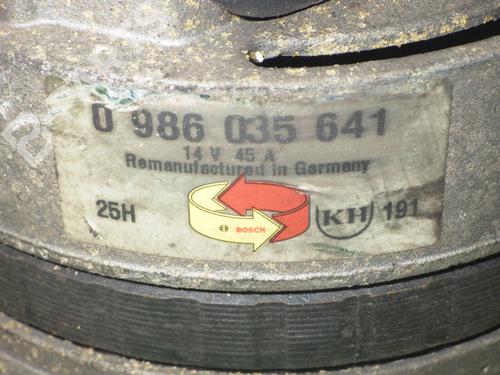 0 986 035 641
14 V 45 A
Remanufactured in Germany
25H
BOSCH
KH 191